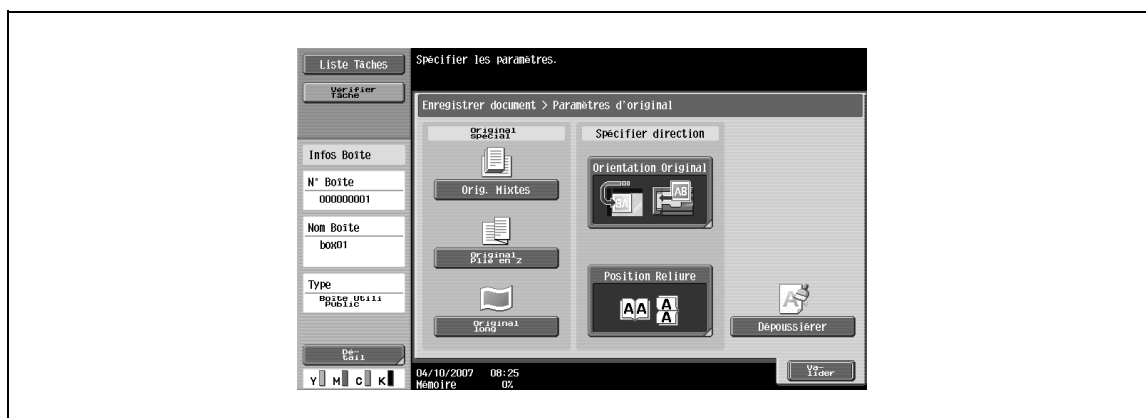 Liste Tâches
Vérifier
Tâche
Spécifier les paramètres.
Enregistrer document > Paramètres d'original
Infos Boîte
N° Boîte
000000001
Nom Boîte
box01
Type
Boîte Utili
Public
Dé-
tail
Y M C K
Original
spécial
Orig. Mixtes
Original
Plié en Z
Original
long
Spécifier direction
Orientation Original
AB
AB
Position Reliure
A A
A
A
A
Dépoussiérer
04/10/2007 08:25
Mémoire 0%
Va-
lider